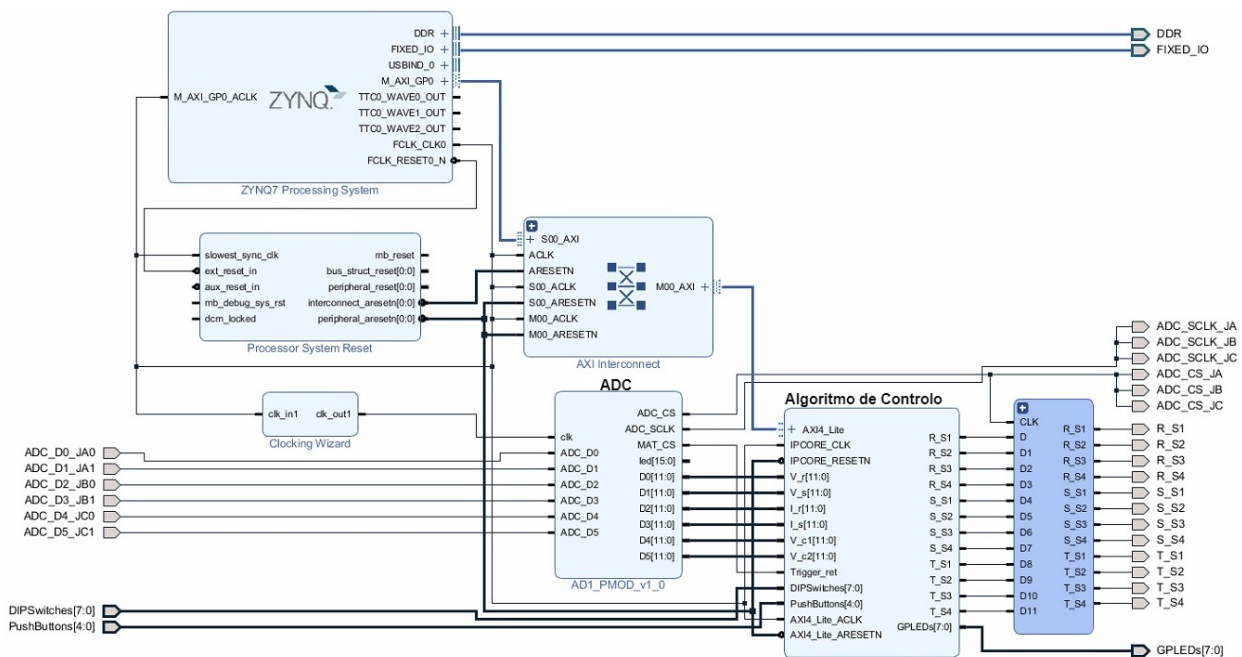 DDR
FIXED_IO
USBIND_0
M_AXI_GP0
M_AXI_GP0_ACLK
ZYNQ
TTC0_WAVE0_OUT
TTC0_WAVE1_OUT
TTC0_WAVE2_OUT
FCLK_CLK0
FCLK_RESET0_N
ZYNQ7 Processing System
DDR
FIXED_IO
slowest_sync_clk
ext_reset_in
aux_reset_in
mb_debug_sys_rst
dcm_locked
mb_reset
bus_struct_reset[0:0]
peripheral_reset[0:0]
interconnect_aresetn[0:0]
peripheral_aresetn[0:0]
Processor System Reset
S00_AXI
ACLK
ARESETN
S00_ACLK
S00_ARESETN
M00_ACLK
M00_ARESETN
M00_AXI
AXI Interconnect
clk_in1
clk_out1
Clocking Wizard
ADC_D0_JA0
ADC_D1_JA1
ADC_D2_JB0
ADC_D3_JB1
ADC_D4_JC0
ADC_D5_JC1
DIPSwitches[7:0]
PushButtons[4:0]
ADC
clk
ADC_D0
ADC_D1
ADC_D2
ADC_D3
ADC_D4
ADC_D5
ADC_CS
ADC_SCLK
MAT_CS
led[15:0]
D0[11:0]
D1[11:0]
D2[11:0]
D3[11:0]
D4[11:0]
D5[11:0]
AD1_PMOD_v1_0
Algoritmo de Controlo
AXI4_Lite
IPCORE_CLK
IPCORE_RESETN
V_r[11:0]
V_s[11:0]
I_r[11:0]
I_s[11:0]
V_c1[11:0]
V_c2[11:0]
Trigger_ret
DIPSwitches[7:0]
PushButtons[4:0]
AXI4_Lite_ACLK
AXI4_Lite_ARESETN
R_S1
R_S2
R_S3
R_S4
S_S1
S_S2
S_S3
S_S4
T_S1
T_S2
T_S3
T_S4
GPLEDs[7:0]
CLK
D
D1
D2
D3
D4
D5
D6
D7
D8
D9
D10
D11
R_S1
R_S2
R_S3
R_S4
S_S1
S_S2
S_S3
S_S4
T_S1
T_S2
T_S3
T_S4
ADC_SCLK_JA
ADC_SCLK_JB
ADC_SCLK_JC
ADC_CS_JA
ADC_CS_JB
ADC_CS_JC
R_S1
R_S2
R_S3
R_S4
S_S1
S_S2
S_S3
S_S4
T_S1
T_S2
T_S3
T_S4
GPLEDs[7:0]